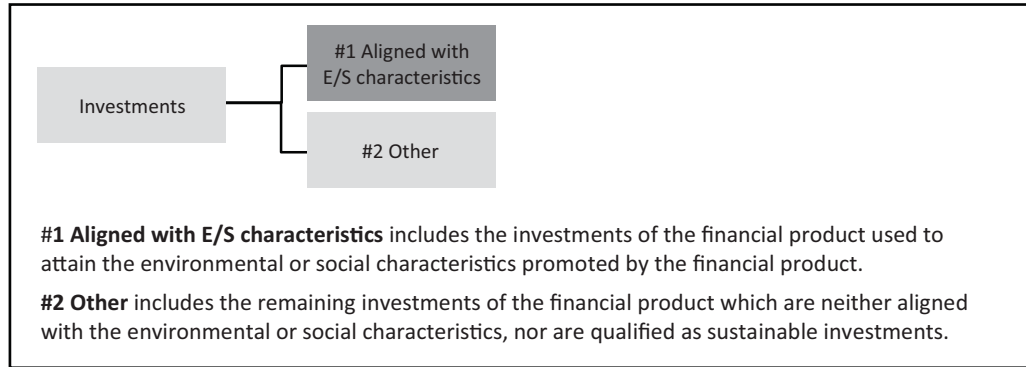 #1 Aligned with
E/S characteristics
Investments
#2 Other
#1 Aligned with E/S characteristics includes the investments of the financial product used to
attain the environmental or social characteristics promoted by the financial product.
#2 Other includes the remaining investments of the financial product which are neither aligned
with the environmental or social characteristics, nor are qualified as sustainable investments.